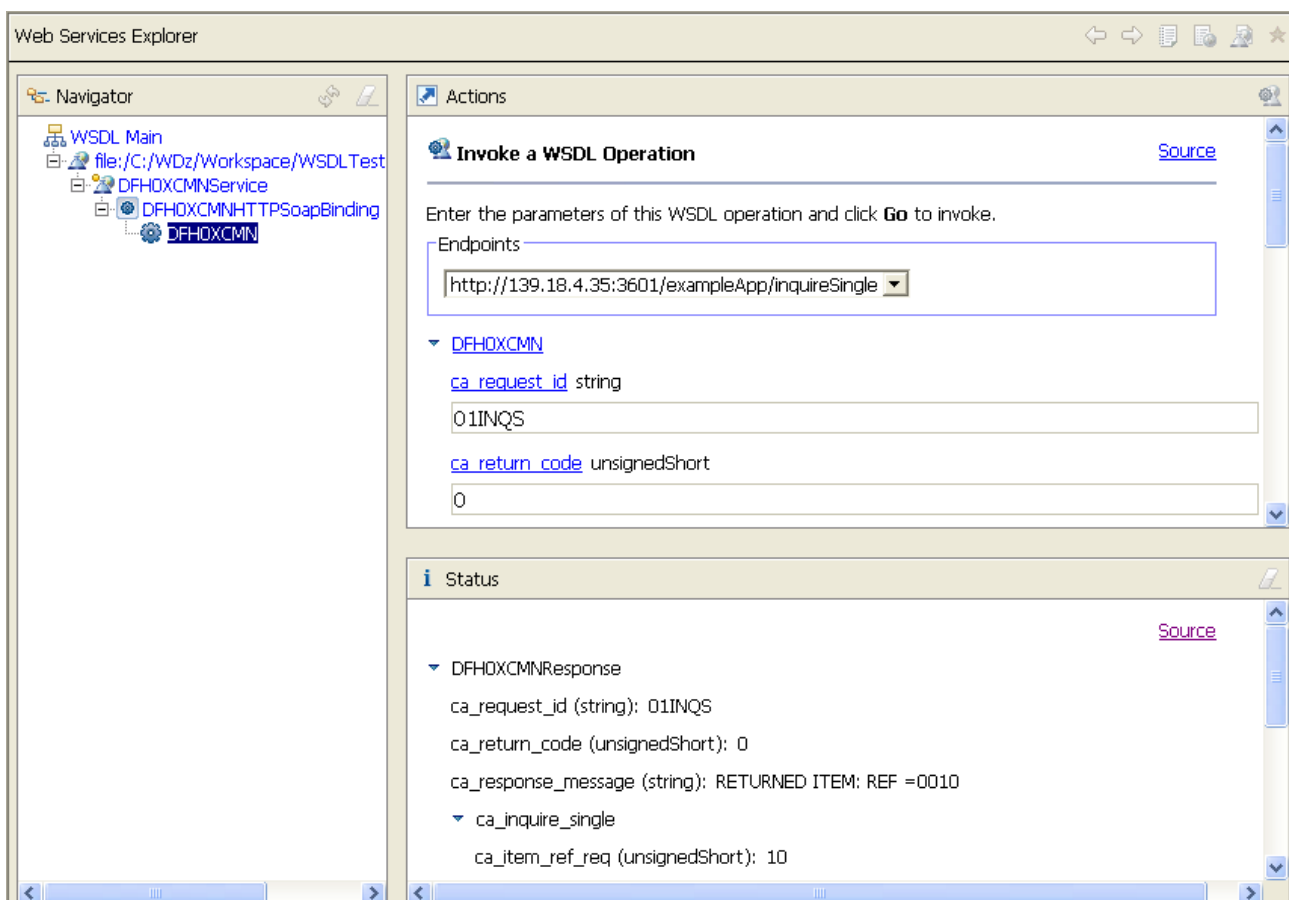 Web Services Explorer
Navigator
WSDL Main
file:/C:/WDz/Workspace/WSDLTest
DFH0XCMNService
DFH0XCMNHTTPSoapBinding
DFH0XCMN
Actions
Invoke a WSDL Operation
Source
Enter the parameters of this WSDL operation and click Go to invoke.
Endpoints
http://139.18.4.35:3601/exampleApp/inquireSingle
DFH0XCMN
ca_request_id string
01INQS
ca_return_code unsignedShort
0
i Status
Source
DFH0XCMNResponse
ca_request_id (string): 01INQS
ca_return_code (unsignedShort): 0
ca_response_message (string): RETURNED ITEM: REF =0010
ca_inquire_single
ca_item_ref_req (unsignedShort): 10